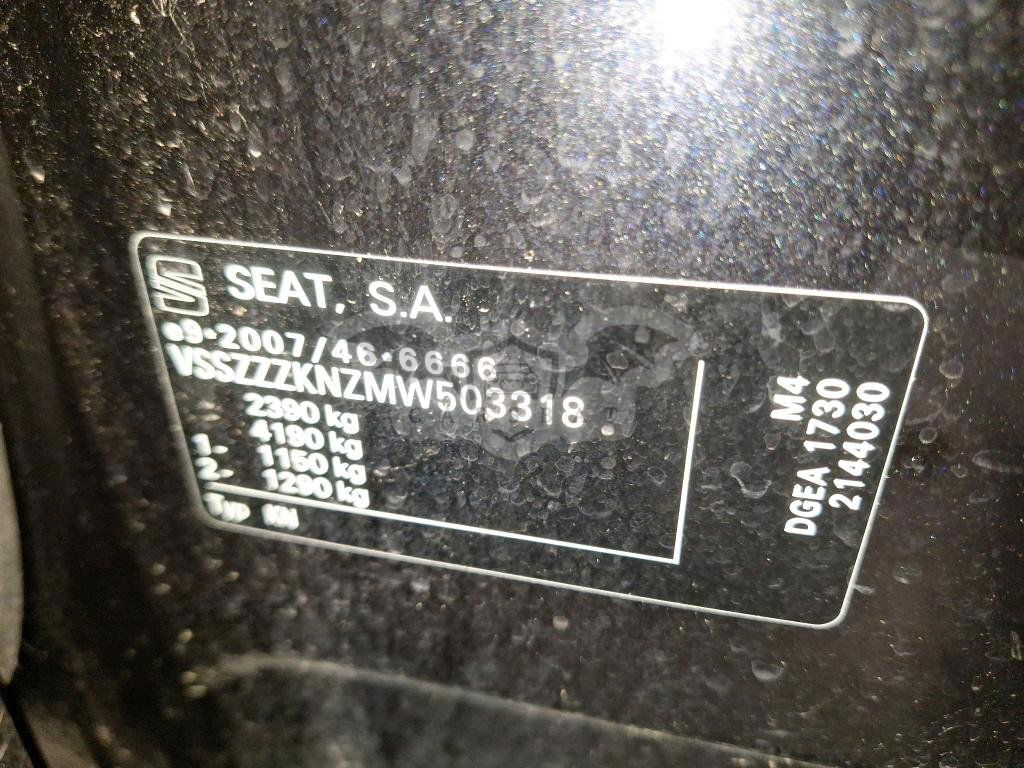 SEAT, S.A.
e9-2007/46-6666
VSSZZZKNZMW503318
2390 kg
4190 kg
1- 1150 kg
2- 1290 kg
Typ KN
M4
DGEA 1730
2144030